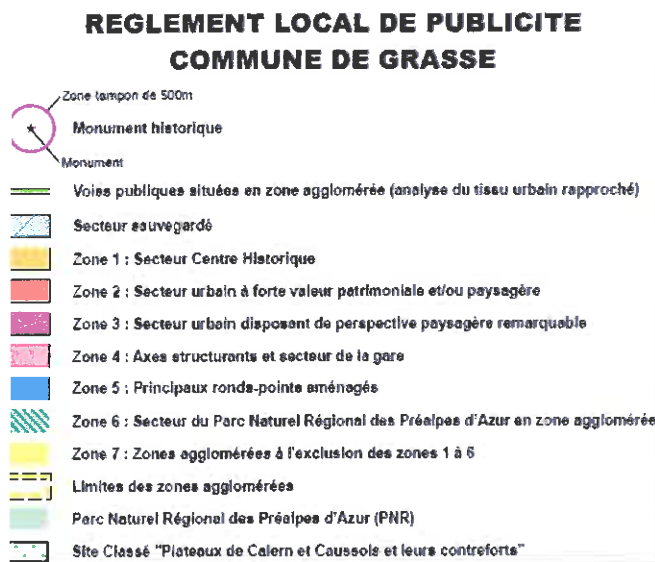 REGLEMENT LOCAL DE PUBLICITE
COMMUNE DE GRASSE
Zone tampon de 500m
Monument historique
Monument
Voies publiques situées en zone agglomérée (analyse du tissu urbain rapproché)
Secteur sauvegardé
Zone 1 : Secteur Centre Historique
Zone 2 : Secteur urbain à forte valeur patrimoniale et/ou paysagère
Zone 3 : Secteur urbain disposant de perspective paysagère remarquable
Zone 4 : Axes structurants et secteur de la gare
Zone 5 : Principaux ronds-points aménagés
Zone 6 : Secteur du Parc Naturel Régional des Préalpes d'Azur en zone agglomérée
Zone 7 : Zones agglomérées à l'exclusion des zones 1 à 6
Limites des zones agglomérées
Parc Naturel Régional des Préalpes d'Azur (PNR)
Site Classé "Plateaux de Calern et Caussols et leurs contreforts"